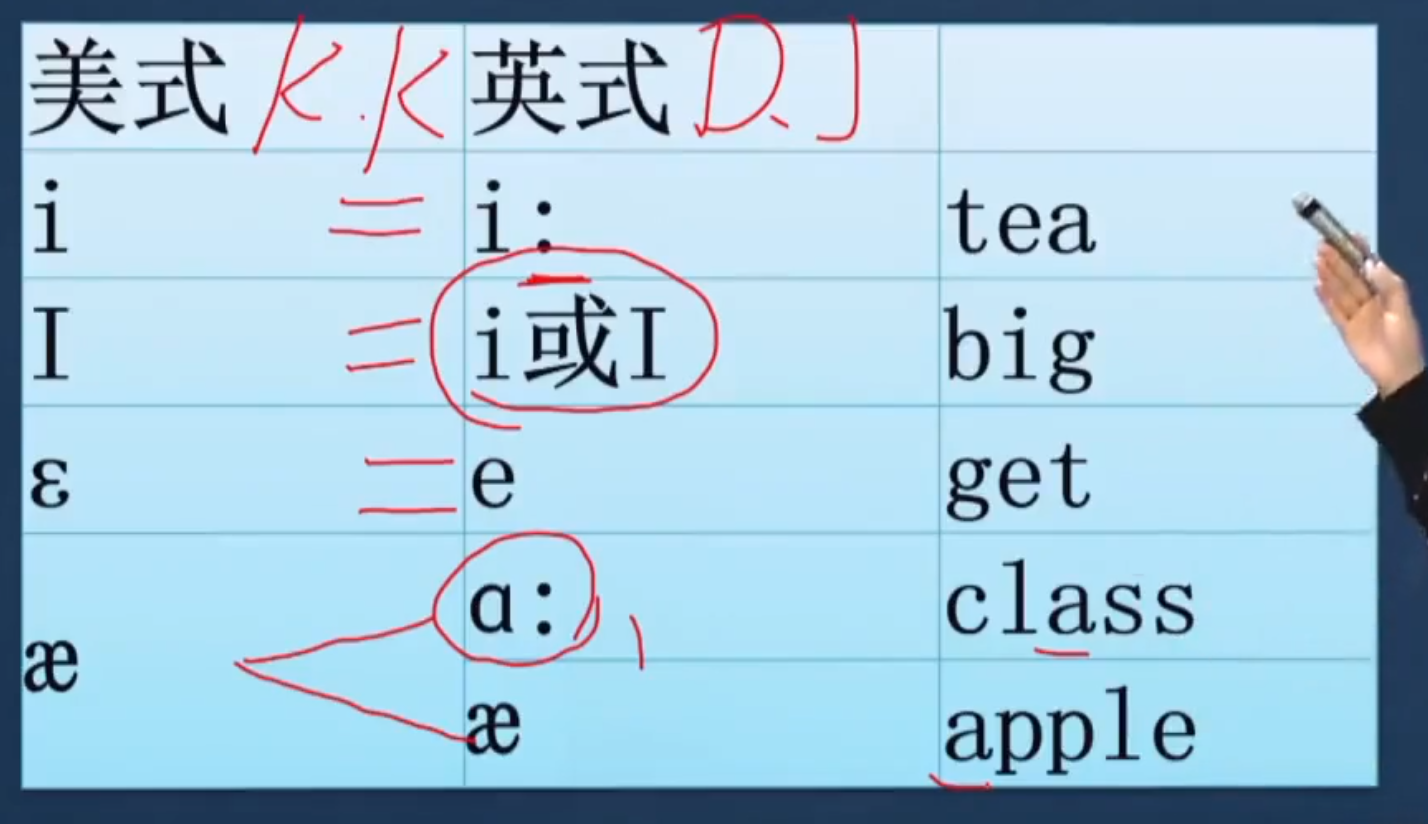 美式 K.K 英式 D.J
i = i: tea
I = i或I big
ε = e get
ɑ: class
æ
æ apple